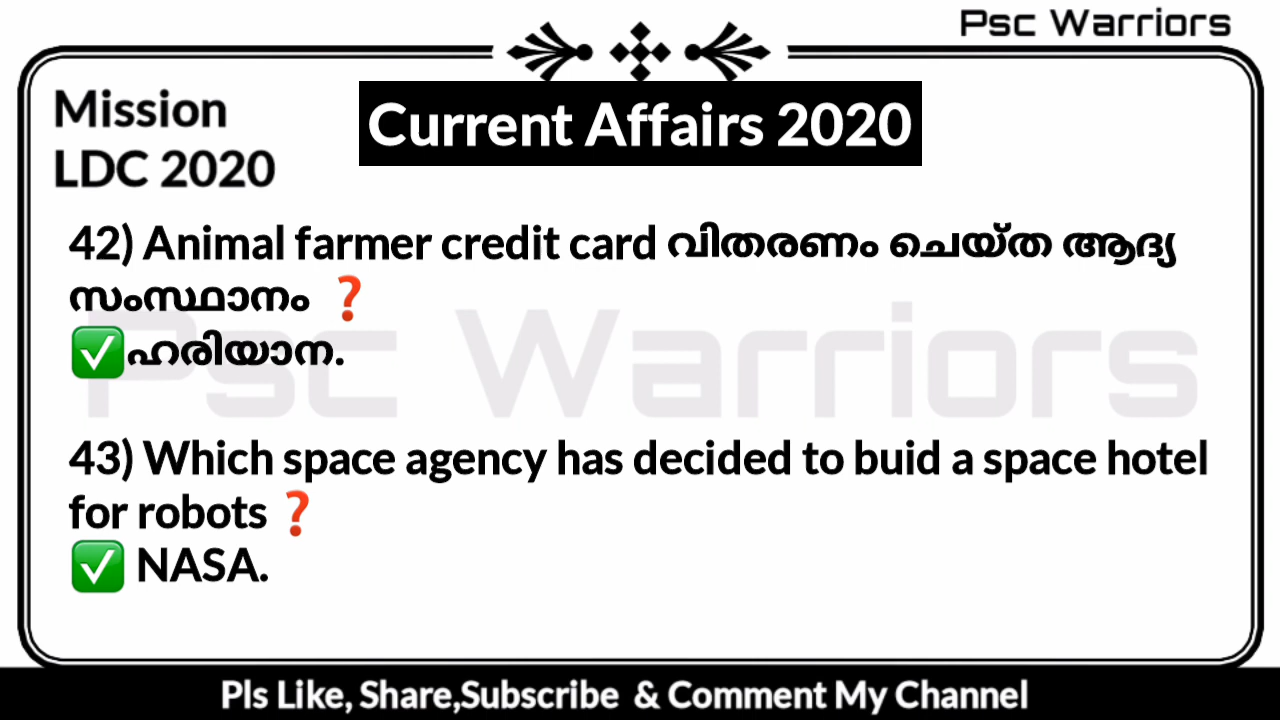 Psc Warriors
Mission
LDC 2020
Current Affairs 2020
42) Animal farmer credit card വിതരണം ചെയ്ത ആദ്യ
സംസ്ഥാനം ❓
✅ഹരിയാന.
Psc Warriors
43) Which space agency has decided to buid a space hotel
for robots ❓
✅ NASA.
Pls Like, Share,Subscribe & Comment My Channel